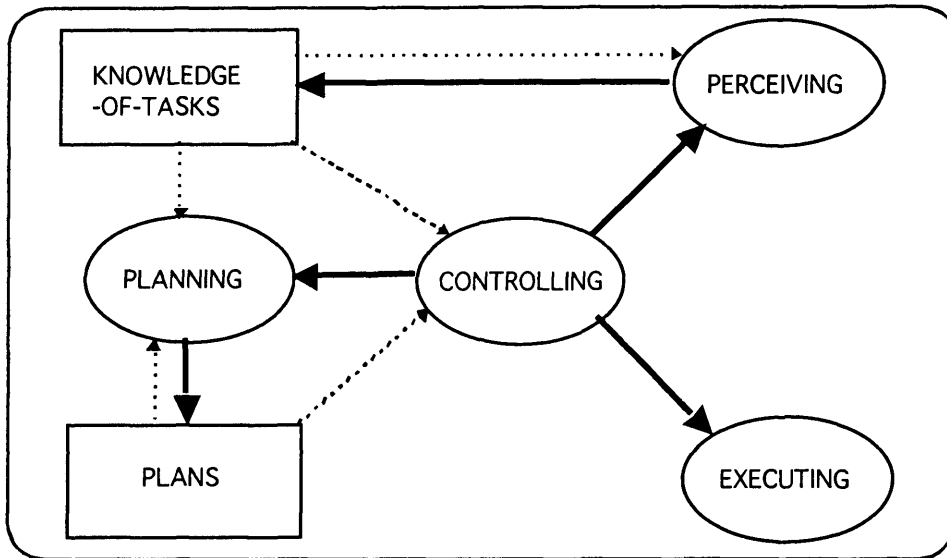 KNOWLEDGE
-OF-TASKS
PERCEIVING
PLANNING
CONTROLLING
PLANS
EXECUTING